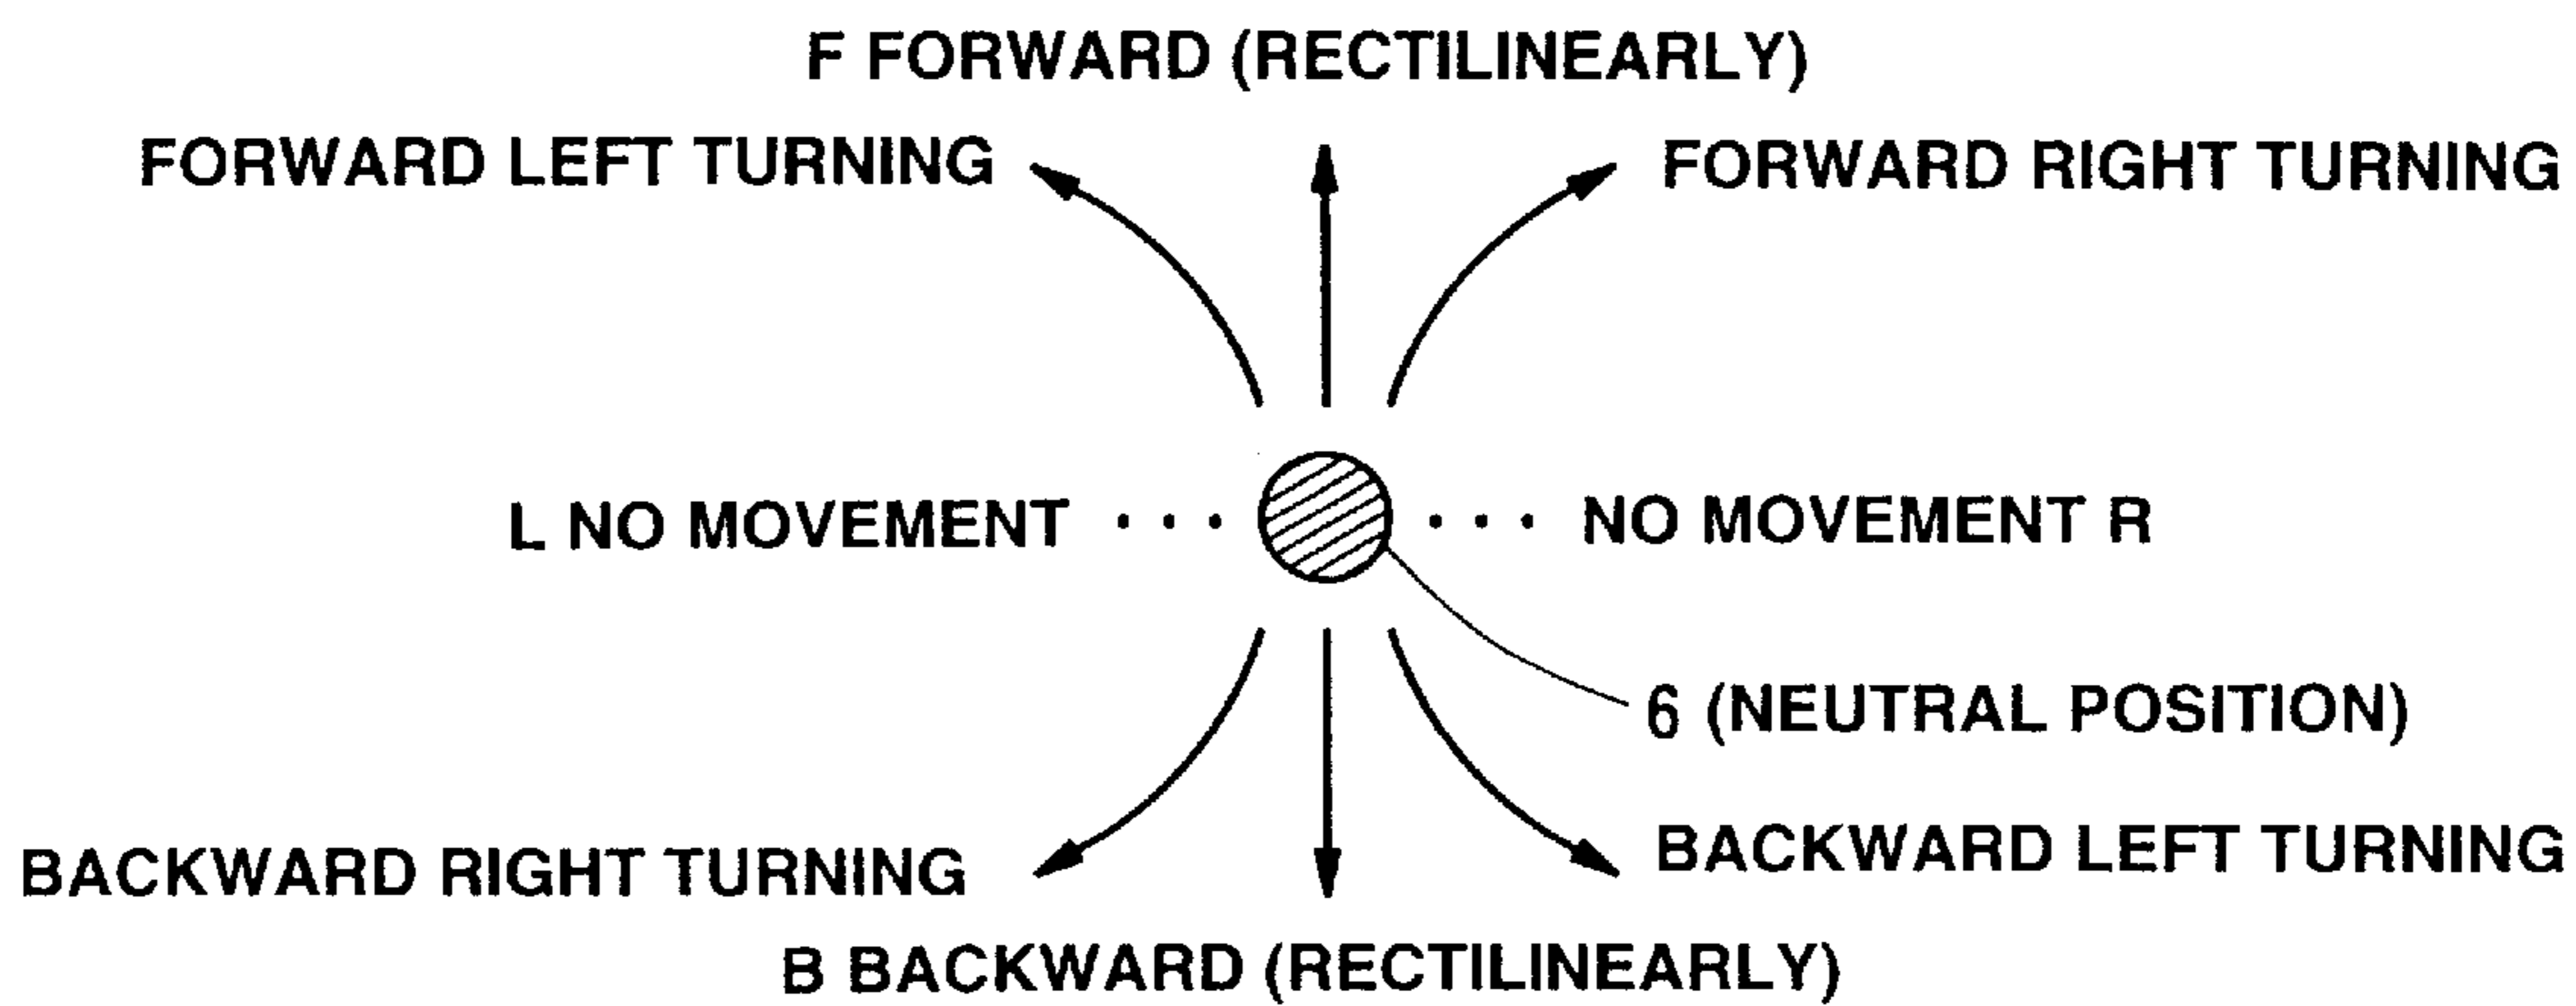 F FORWARD (RECTILINEARLY)
FORWARD LEFT TURNING
FORWARD RIGHT TURNING
L NO MOVEMENT . . .
. . . NO MOVEMENT R
6 (NEUTRAL POSITION)
BACKWARD RIGHT TURNING
BACKWARD LEFT TURNING
B BACKWARD (RECTILINEARLY)